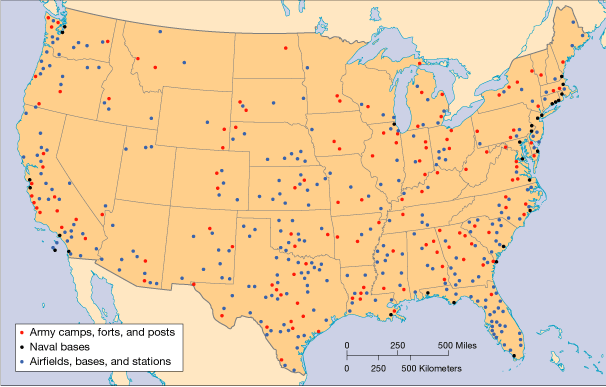 Army camps, forts, and posts
Naval bases
Airfields, bases, and stations
0 250 500 Miles
0 250 500 Kilometers